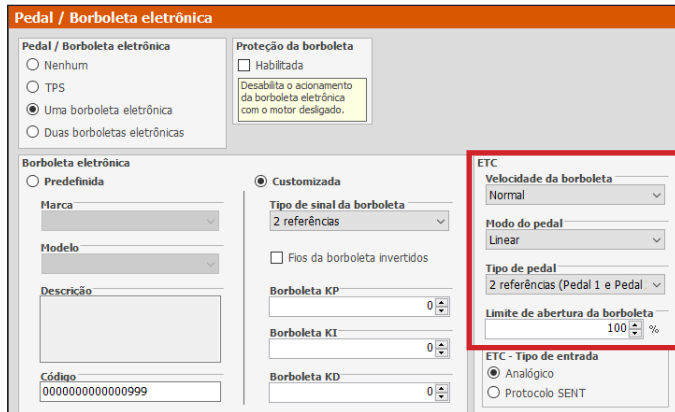 Pedal / Borboleta eletrônica
Pedal / Borboleta eletrônica
Nenhum
TPS
Uma borboleta eletrônica
Duas borboletas eletrônicas
Proteção da borboleta
Habilitada
Desabilita o acionamento
da borboleta eletrônica
com o motor desligado.
Borboleta eletrônica
Predefinida
Marca
Modelo
Descrição
Código
0000000000000999
Customizada
Tipo de sinal da borboleta
2 referências
Fios da borboleta invertidos
Borboleta KP
0
Borboleta KI
0
Borboleta KD
0
ETC
Velocidade da borboleta
Normal
Modo do pedal
Linear
Tipo de pedal
2 referências (Pedal 1 e Pedal
Limite de abertura da borboleta
100 %
ETC - Tipo de entrada
Analógico
Protocolo SENT